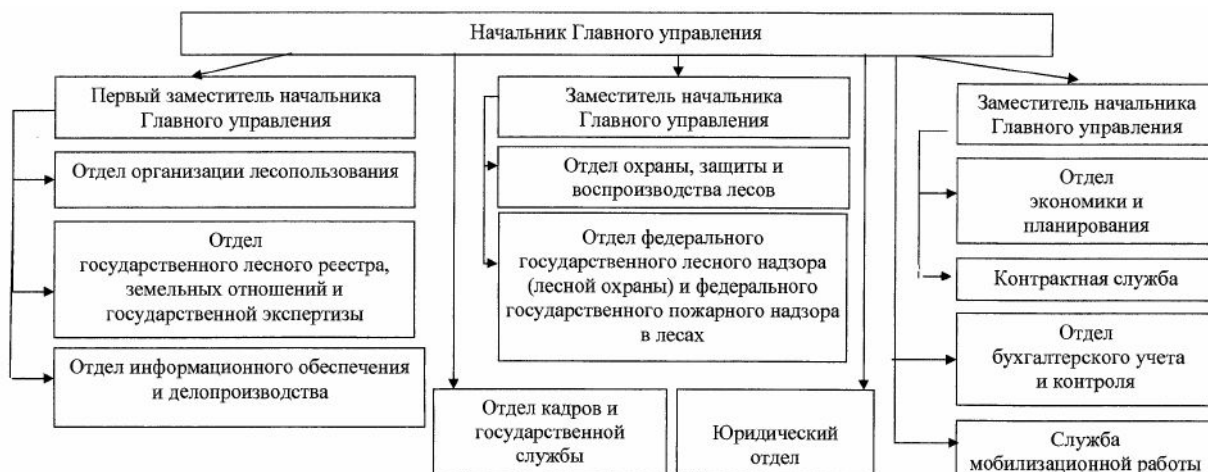 Начальник Главного управления
Первый заместитель начальника
Главного управления
Отдел организации лесопользования
Отдел
государственного лесного реестра,
земельных отношений и
государственной экспертизы
Отдел информационного обеспечения
и делопроизводства
Заместитель начальника
Главного управления
Отдел охраны, защиты и
воспроизводства лесов
Отдел федерального
государственного лесного надзора
(лесной охраны) и федерального
государственного пожарного надзора
в лесах
Отдел кадров и
государственной
службы
Юридический
отдел
Заместитель начальника
Главного управления
Отдел
экономики и
планирования
Контрактная служба
Отдел
бухгалтерского учета
и контроля
Служба
мобилизационной работы